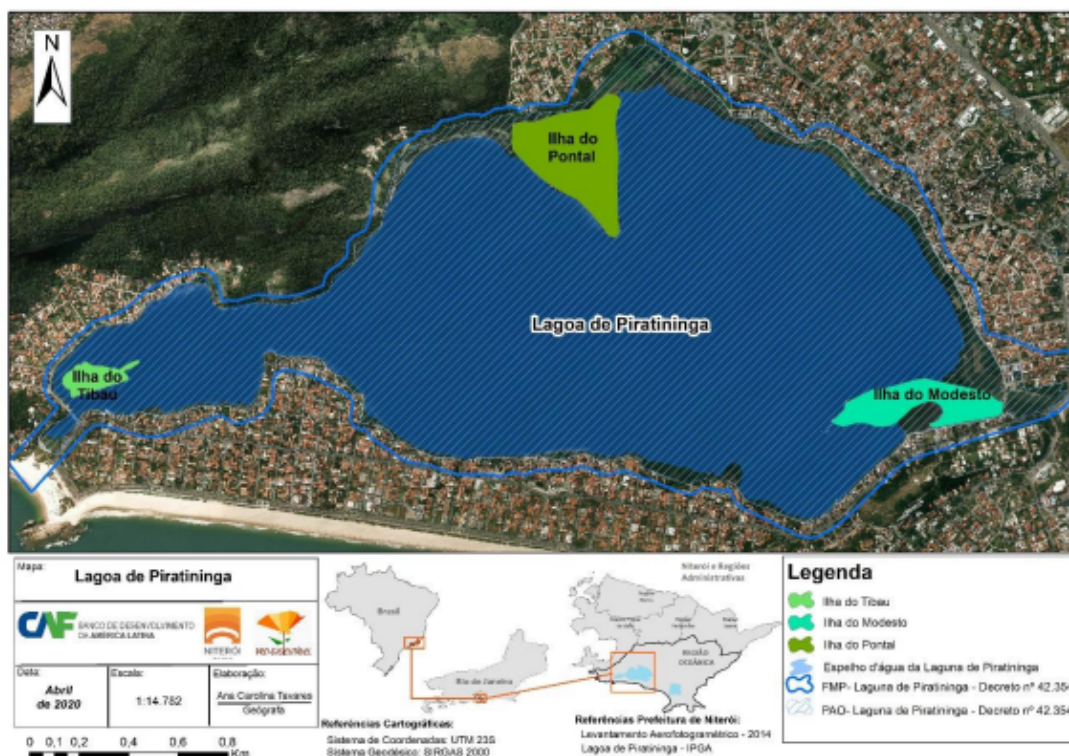 N
Ilha do
Pontal
Lagoa de Piratininga
Ilha do
Tibau
Ilha do Modesto
Mapa:
Lagoa de Piratininga
CAF BANCO DE DESENVOLVIMENTO
DE AMÉRICA LATINA
NITERÓI
Data:
Abril
de 2020
Escala:
1:14.752
Elaboração:
Ana Carolina Tavares
Geógrafa
0 0,1 0,2 0,4 0,6 0,8
Km
Brasil
Rio de Janeiro
Niterói e Regiões
Administrativas
REGIÃO
OCEÂNICA
Referências Cartográficas:
Sistema de Coordenadas: UTM 23S
Sistema Geodésico: SIRGAS 2000
Referências Prefeitura de Niterói:
Levantamento Aerofotogramétrico - 2014
Lagoa de Piratininga - IPGA
Legenda
Ilha do Tibau
Ilha do Modesto
Ilha do Pontal
Espelho d'água da Laguna de Piratininga
FMP- Laguna de Piratininga - Decreto nº 42.354
PAO- Laguna de Piratininga - Decreto nº 42.354